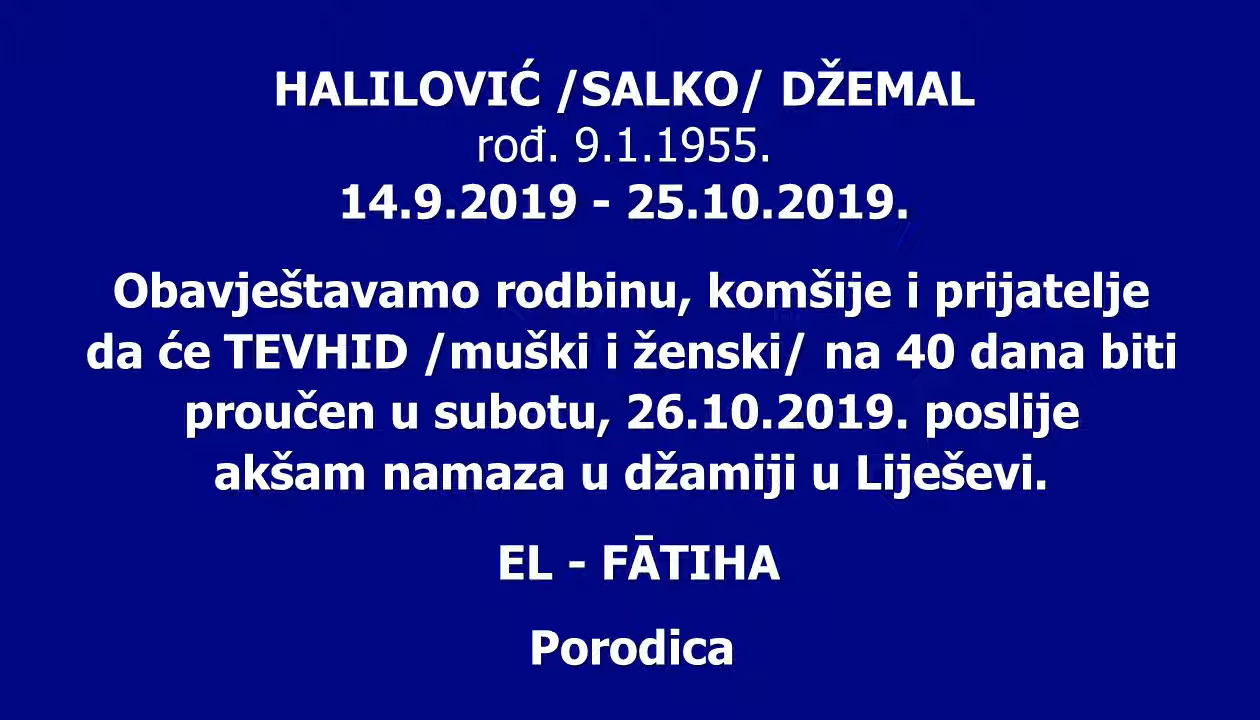 HALILOVIĆ /SALKO/ DŽEMAL
rođ. 9.1.1955.
14.9.2019 - 25.10.2019.
Obavještavamo rodbinu, komšije i prijatelje
da će TEVHID /muški i ženski/ na 40 dana biti
proučen u subotu, 26.10.2019. poslije
akšam namaza u džamiji u Liješevi.
EL - FĀTIHA
Porodica